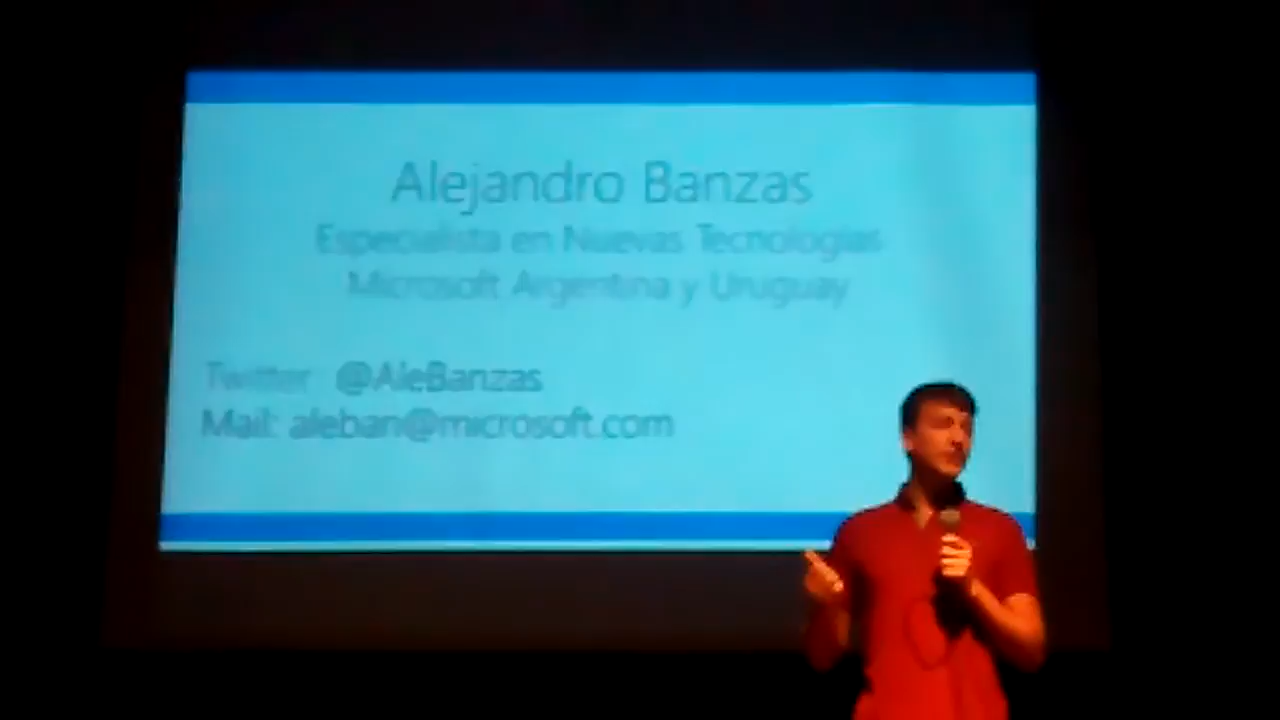 Alejandro Banzas
Especialista en Nuevas Tecnologías
Microsoft Argentina y Uruguay
Twitter: @AleBanzas
Mail: aleban@microsoft.com